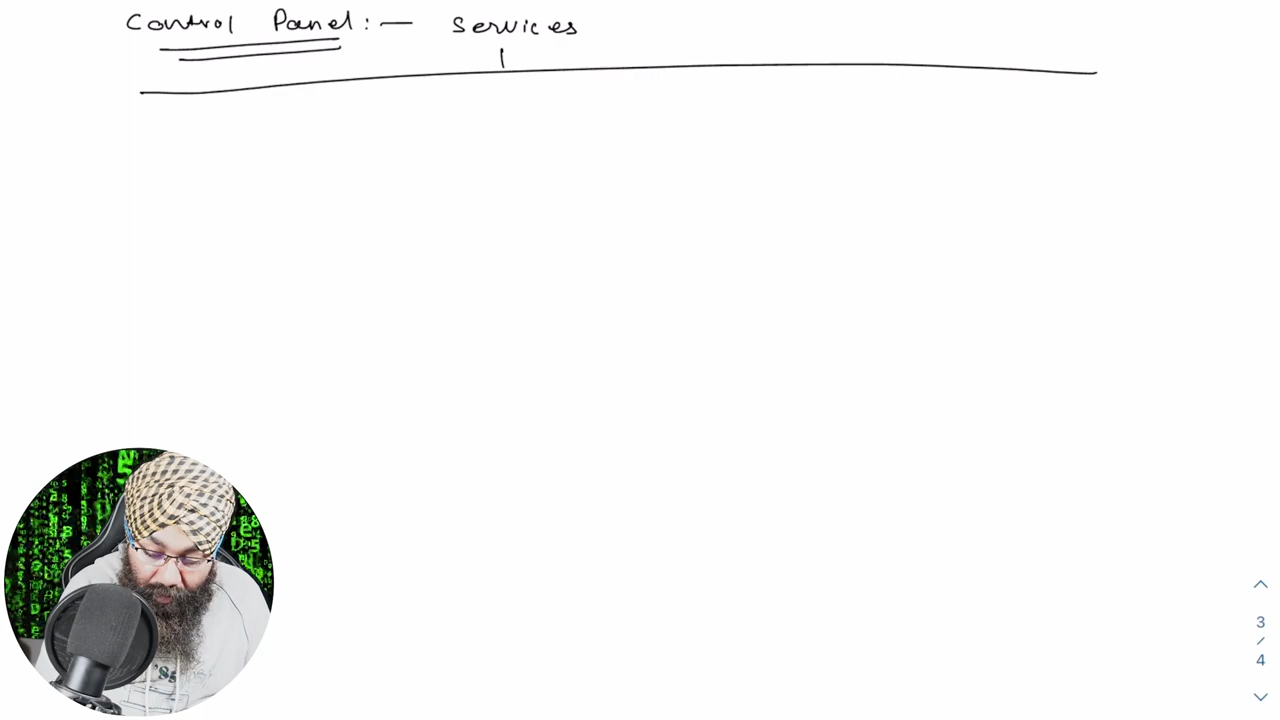 Control Panel :— Services
3
/
4